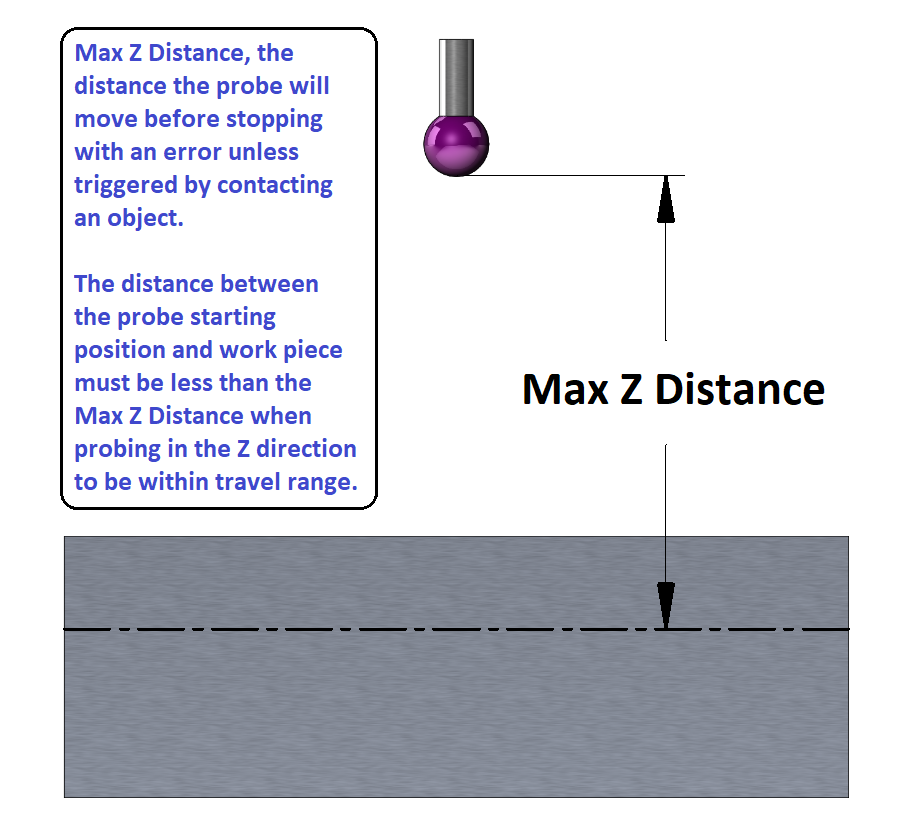 Max Z Distance, the
distance the probe will
move before stopping
with an error unless
triggered by contacting
an object.
The distance between
the probe starting
position and work piece
must be less than the
Max Z Distance when
probing in the Z direction
to be within travel range.
Max Z Distance